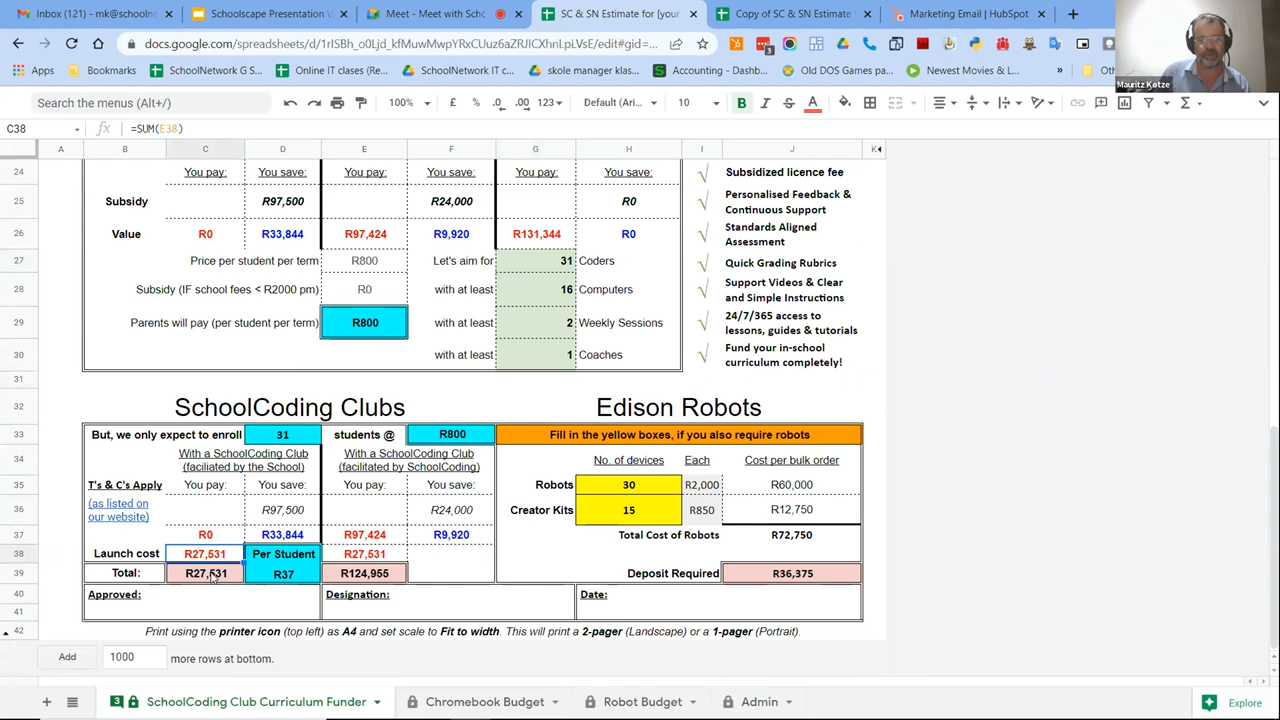 Inbox (716) - mk@schoolne
Schoolscape Presentation V
Meet - Meet with Scho
SC & SN Estimate for [your
Copy of SC & SN Estimate
Marketing Email | HubSpot
docs.google.com/spreadsheets/d/1rISBh_o0Ljd_kfMuwMwpYRxCUuz6aZRJICXhnLpLVsE/edit#gid=...
Apps
Bookmarks
SchoolNetwork G S...
Online IT clases (Re...
SchoolNetwork IT c...
skole manager klas...
Accounting - Dashb...
Old DOS Games pa...
Newest Movies & L...
»
Mauritz Kotze
Search the menus (Alt+/)
100%
.0
.00
123
Default (Ari...
10
B
I
S
A
C38
fx
=SUM(E38)
A
B
C
D
E
F
G
H
I
J
K
24
You pay:
You save:
You pay:
You save:
You pay:
You save:
√
Subsidized licence fee
25
Subsidy
R97,500
R24,000
R0
√
Personalised Feedback &
Continuous Support
26
Value
R0
R33,844
R97,424
R9,920
R131,344
R0
√
Standards Aligned
Assessment
27
Price per student per term
R800
Let's aim for
31
Coders
√
Quick Grading Rubrics
28
Subsidy (IF school fees < R2000 pm)
R0
with at least
16
Computers
√
Support Videos & Clear
and Simple Instructions
29
Parents will pay (per student per term)
R800
with at least
2
Weekly Sessions
√
24/7/365 access to
lessons, guides & tutorials
30
with at least
1
Coaches
√
Fund your in-school
curriculum completely!
31
32
SchoolCoding Clubs
Edison Robots
33
But, we only expect to enroll
31
students @
R800
Fill in the yellow boxes, if you also require robots
34
With a SchoolCoding Club
(faciliated by the School)
With a SchoolCoding Club
(facilitated by SchoolCoding)
No. of devices
Each
Cost per bulk order
35
T's & C's Apply
You pay:
You save:
You pay:
You save:
Robots
30
R2,000
R60,000
36
(as listed on
our website)
R97,500
R24,000
Creator Kits
15
R850
R12,750
37
R0
R33,844
R97,424
R9,920
Total Cost of Robots
R72,750
38
Launch cost
R27,531
Per Student
R27,531
39
Total:
R27,531
R37
R124,955
Deposit Required
R36,375
40
Approved:
Designation:
Date:
41
42
Print using the printer icon (top left) as A4 and set scale to Fit to width. This will print a 2-pager (Landscape) or a 1-pager (Portrait).
Add
1000
more rows at bottom.
3
SchoolCoding Club Curriculum Funder
Chromebook Budget
Robot Budget
Admin
Explore